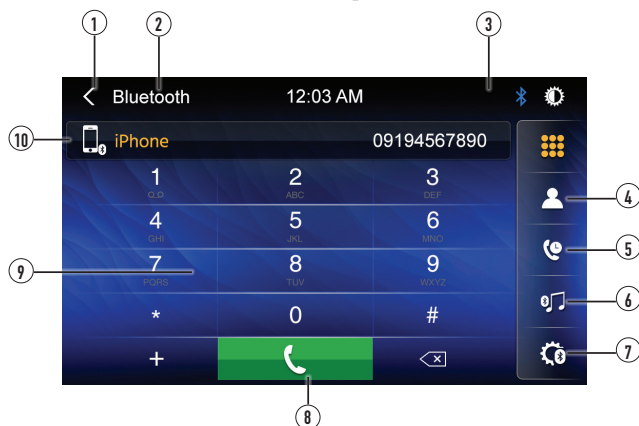 1 2 3
Bluetooth 12:03 AM
10 iPhone 09194567890
1 2 3
Q.D ABC DEF
4
4 5 6
GHI JKL MNO
5
9 7 8 9
PQRS TUV WXYZ
6
* 0 #
7
+
8